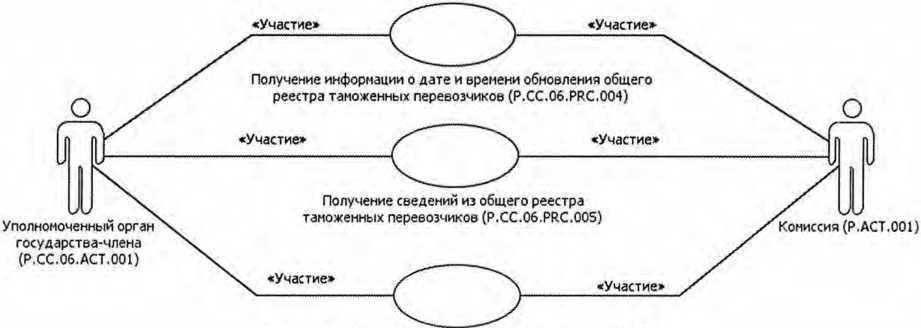 «Участие» «Участие»
Получение информации о дате и времени обновления общего
реестра таможенных перевозчиков (P.CC.06.PRC.004)
«Участие» «Участие»
Получение сведений из общего реестра
таможенных перевозчиков (P.CC.06.PRC.005)
Уполномоченный орган
государства-члена
(P.CC.06.ACT.001)
Комиссия (P.ACT.001)
«Участие» «Участие»